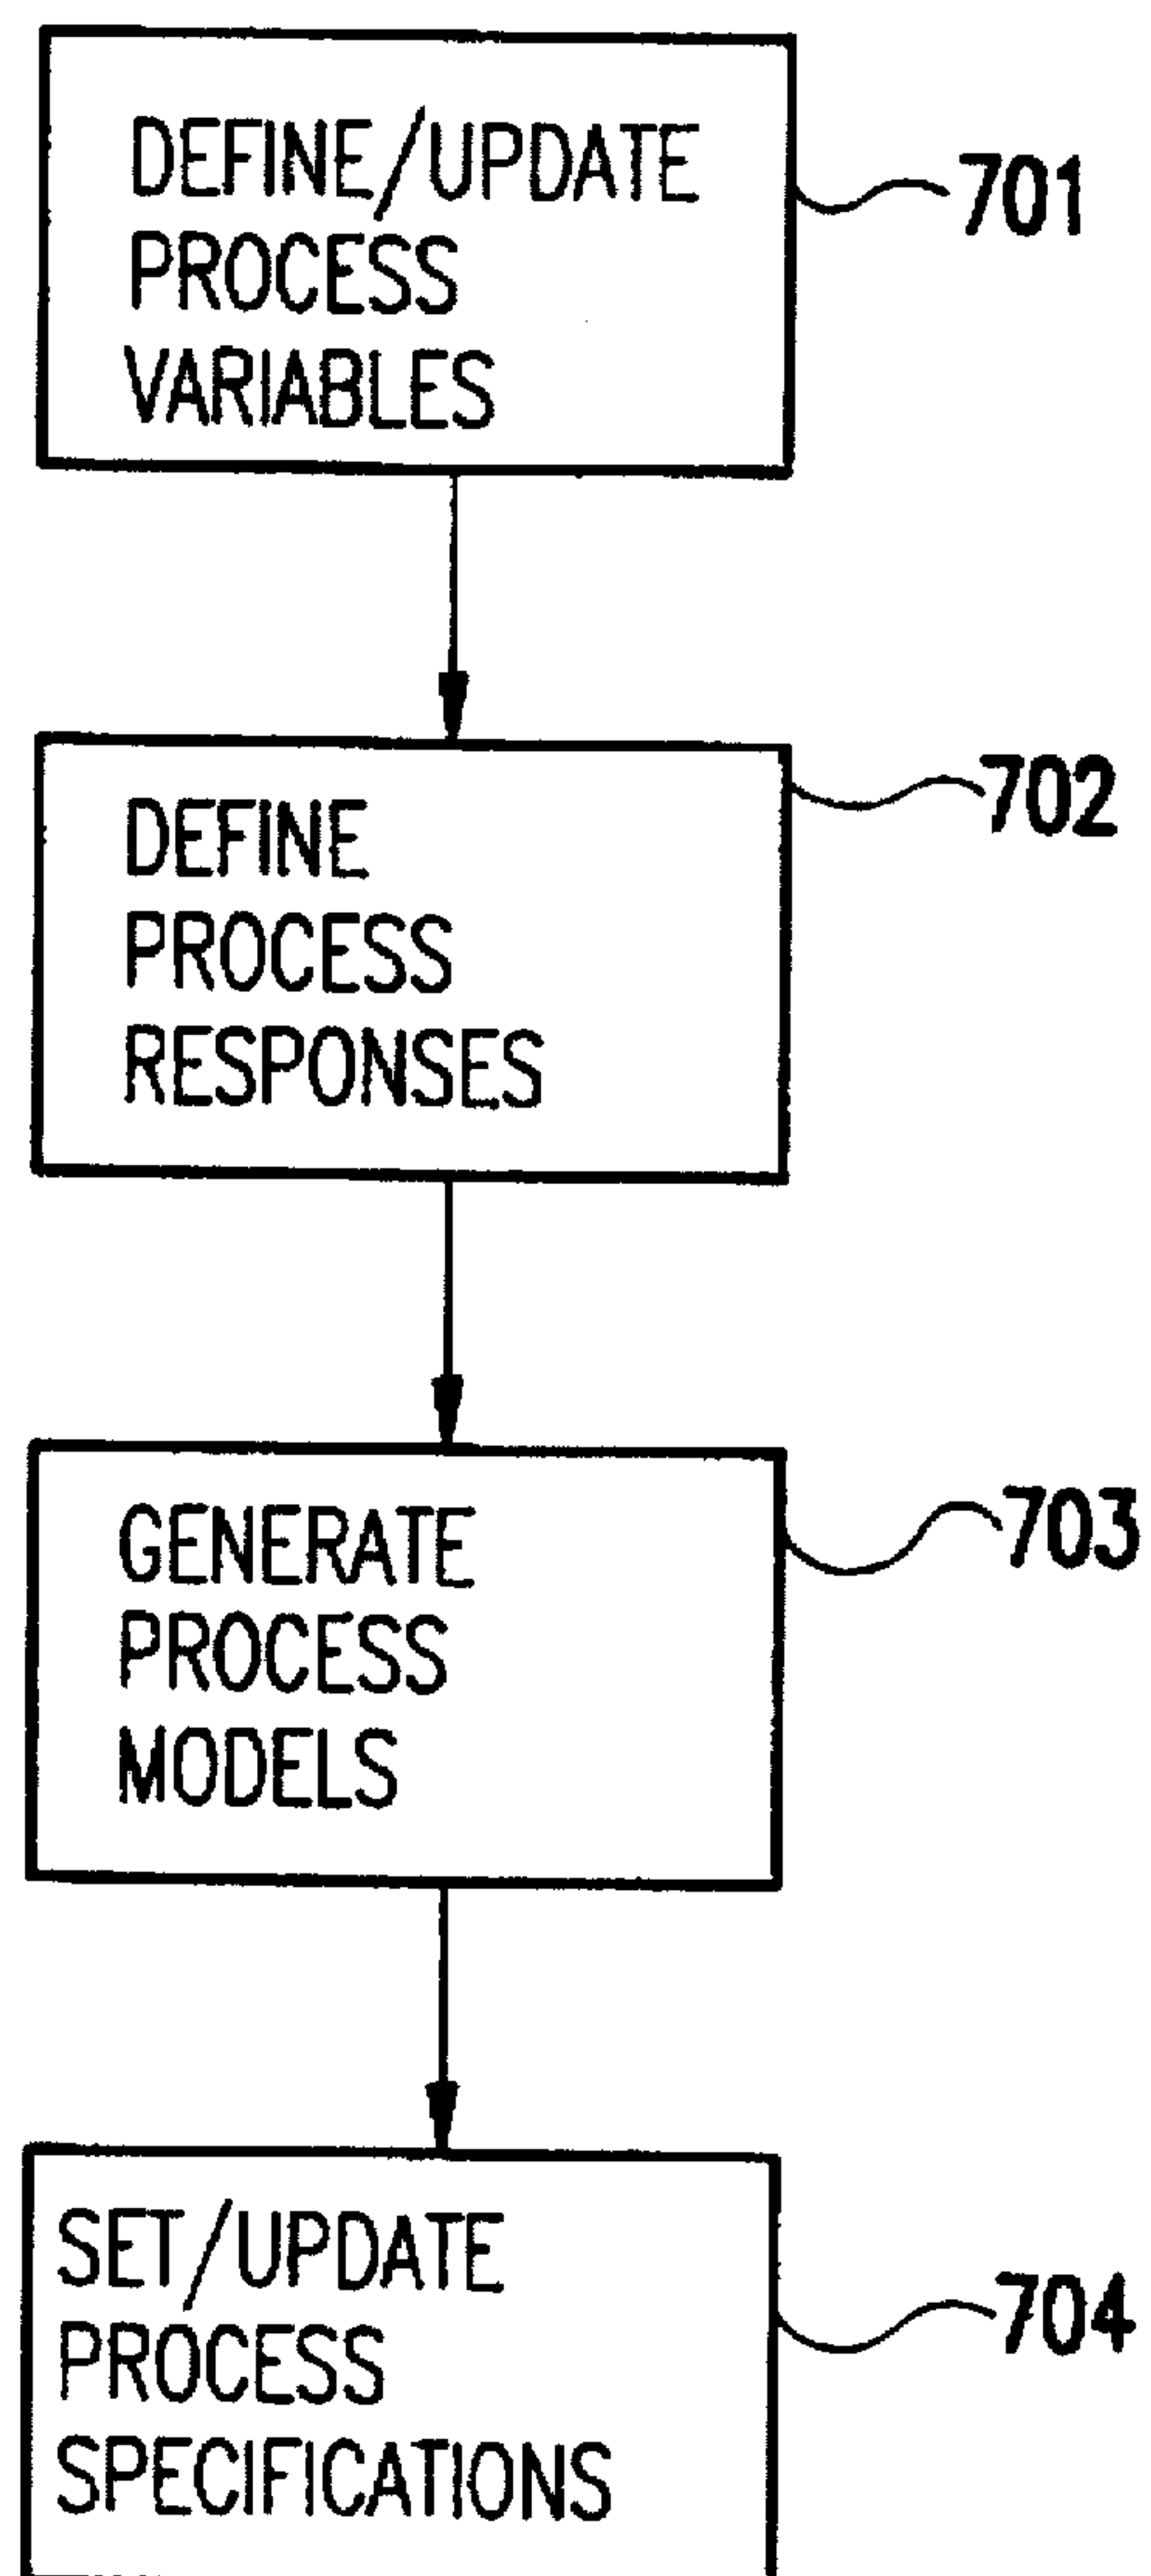 DEFINE/UPDATE
PROCESS
VARIABLES
701
DEFINE
PROCESS
RESPONSES
702
GENERATE
PROCESS
MODELS
703
SET/UPDATE
PROCESS
SPECIFICATIONS
704